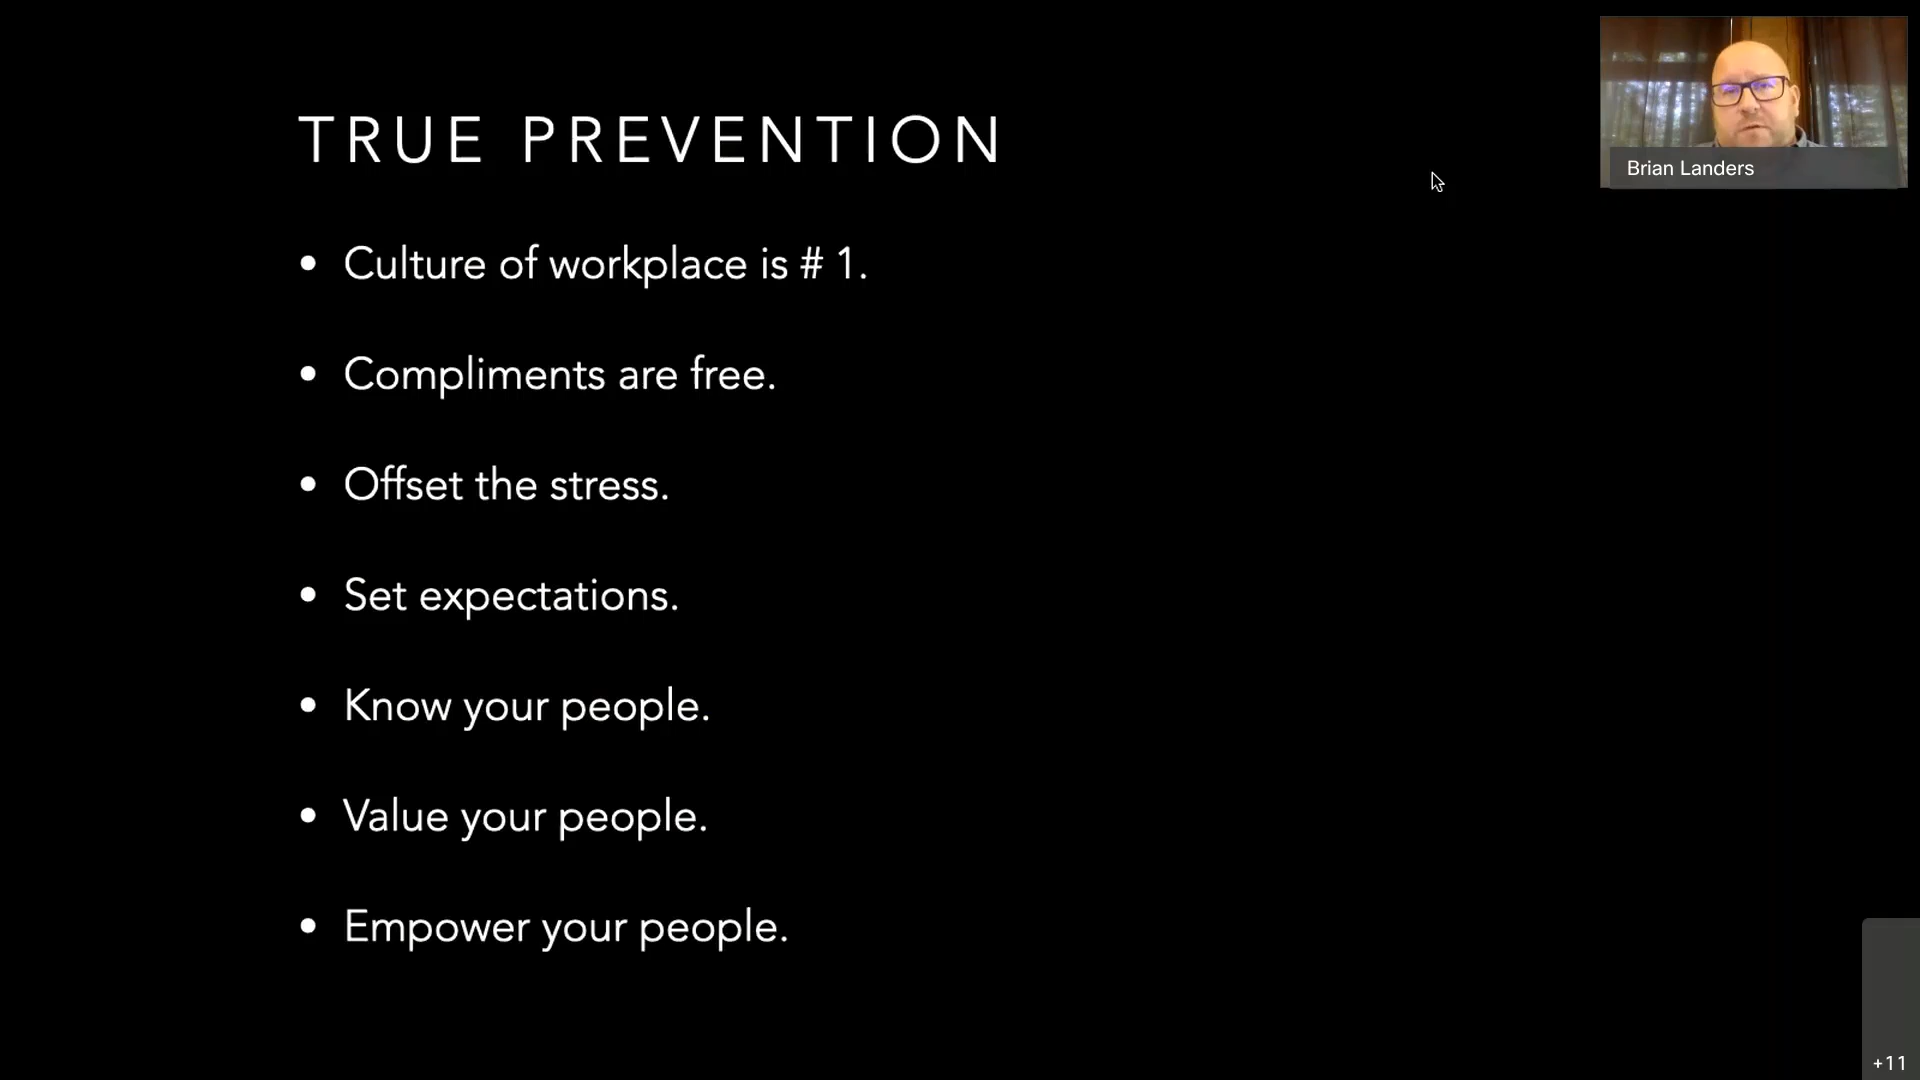 TRUE PREVENTION
Brian Landers
• Culture of workplace is # 1.
• Compliments are free.
• Offset the stress.
• Set expectations.
• Know your people.
• Value your people.
• Empower your people.
+11